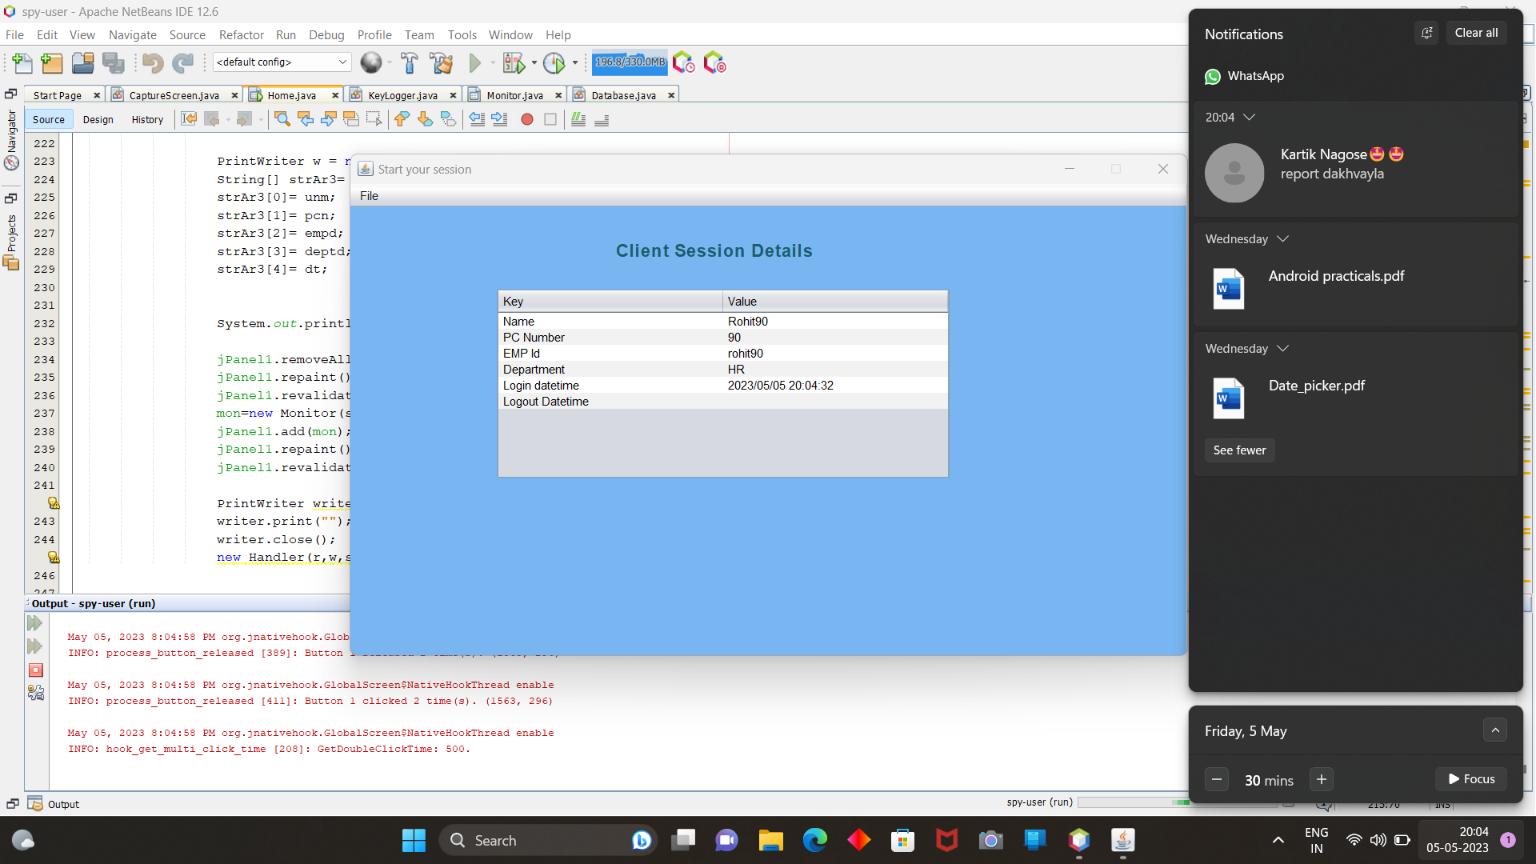 spy-user - Apache NetBeans IDE 12.6
File Edit View Navigate Source Refactor Run Debug Profile Team Tools Window Help
<default config>
196.8/330.0MB
Start Page CaptureScreen.java Home.java KeyLogger.java Monitor.java Database.java
Source Design History
Navigator
Projects
222
223 PrintWriter w =
224 String[] strAr3=
225 strAr3[0]= unm;
226 strAr3[1]= pcn;
227 strAr3[2]= empd;
228 strAr3[3]= deptd;
229 strAr3[4]= dt;
230
231
232 System.out.printl
233
234 jPanel1.removeAll
235 jPanel1.repaint()
236 jPanel1.revalidat
237 mon=new Monitor(s
238 jPanel1.add(mon);
239 jPanel1.repaint()
240 jPanel1.revalidat
241
PrintWriter write
243 writer.print("");
244 writer.close();
new Handler(r,w,s
246
Start your session
File
Client Session Details
Key Value
Name Rohit90
PC Number 90
EMP Id rohit90
Department HR
Login datetime 2023/05/05 20:04:32
Logout Datetime
Output - spy-user (run)
May 05, 2023 8:04:58 PM org.jnativehook.Glob
INFO: process_button_released [389]: Button 1
May 05, 2023 8:04:58 PM org.jnativehook.GlobalScreen$NativeHookThread enable
INFO: process_button_released [411]: Button 1 clicked 2 time(s). (1563, 296)
May 05, 2023 8:04:58 PM org.jnativehook.GlobalScreen$NativeHookThread enable
INFO: hook_get_multi_click_time [208]: GetDoubleClickTime: 500.
Output
spy-user (run)
INS
Notifications
Clear all
WhatsApp
20:04
Kartik Nagose🤩🤩
report dakhvayla
Wednesday
Android practicals.pdf
Wednesday
Date_picker.pdf
See fewer
Friday, 5 May
30 mins
Focus
Search
ENG
IN
20:04
05-05-2023
1